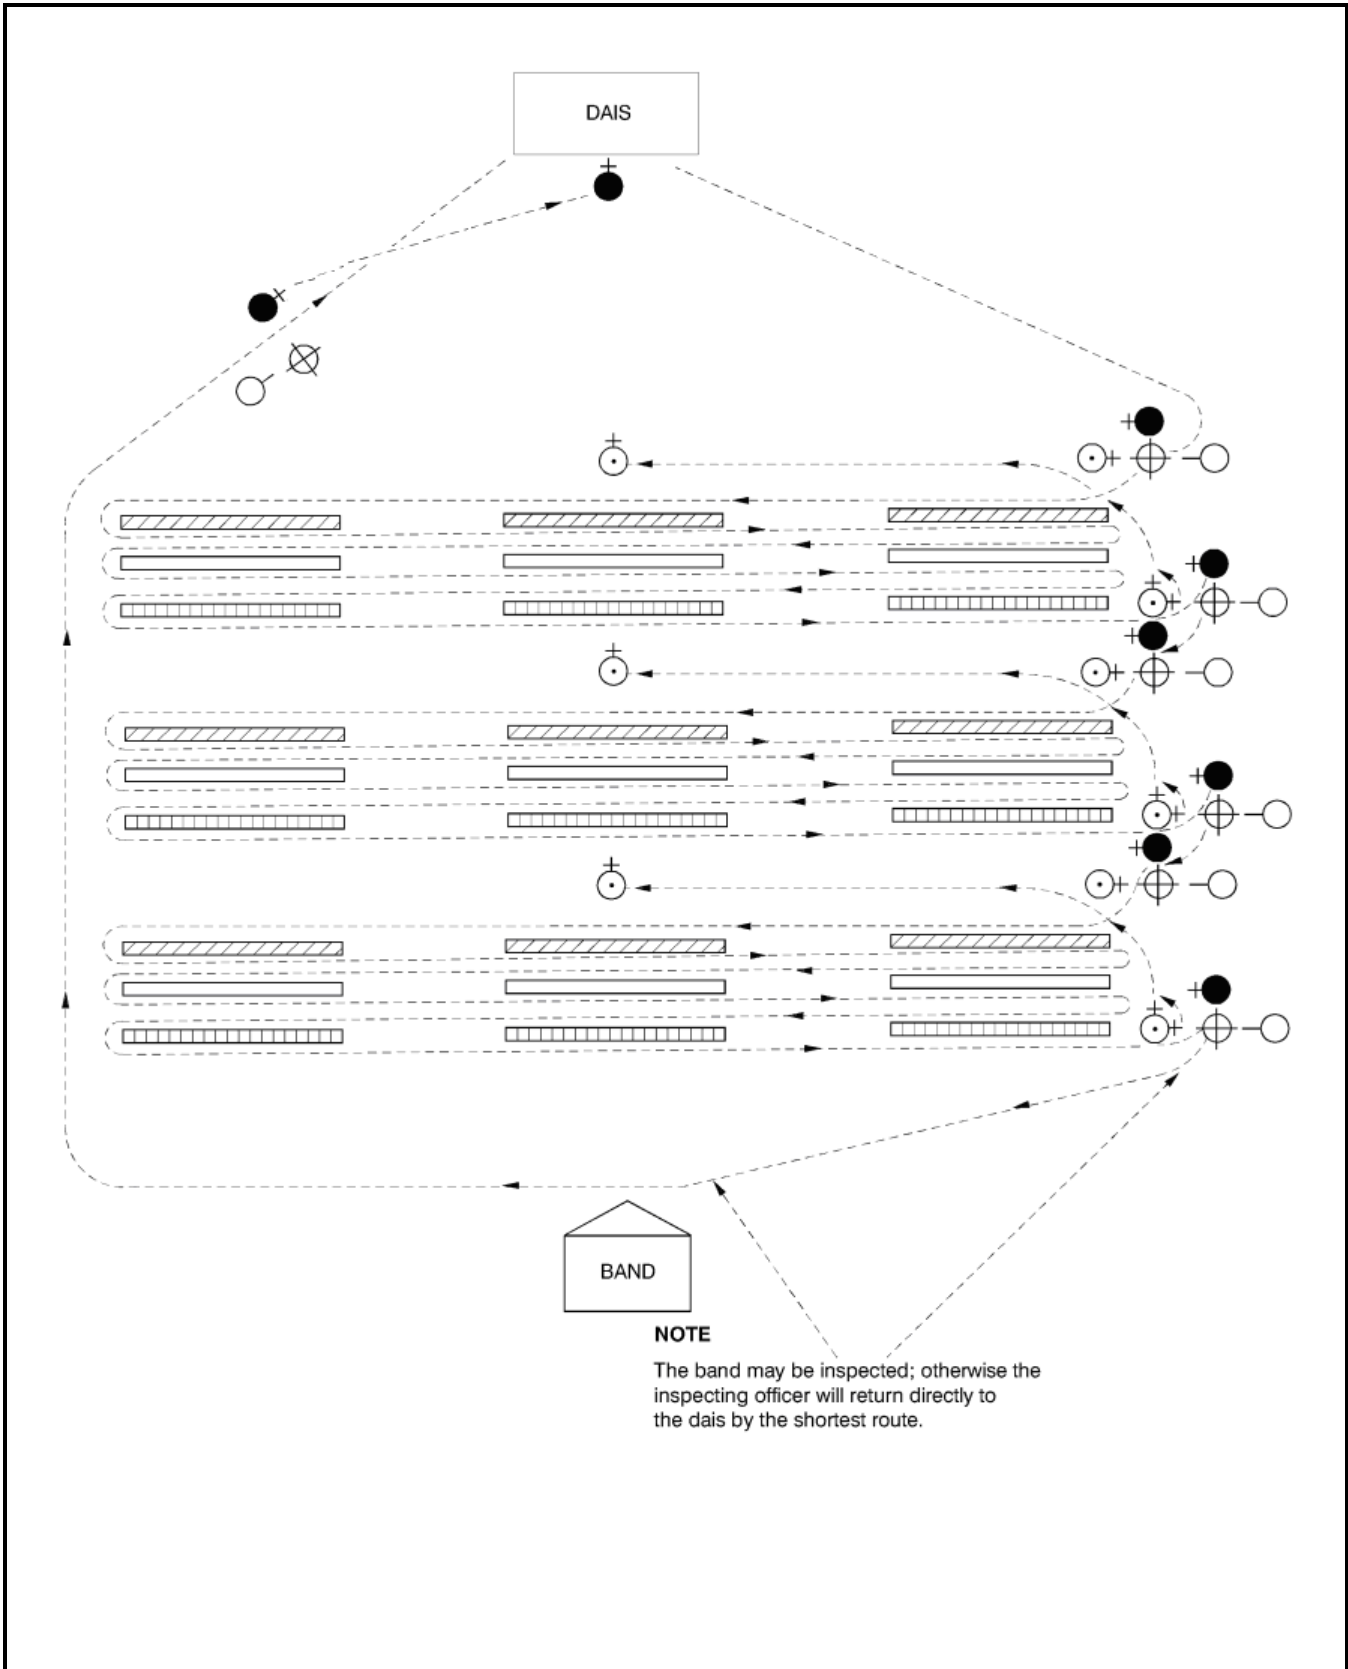 DAIS
BAND
NOTE
The band may be inspected; otherwise the
inspecting officer will return directly to
the dais by the shortest route.